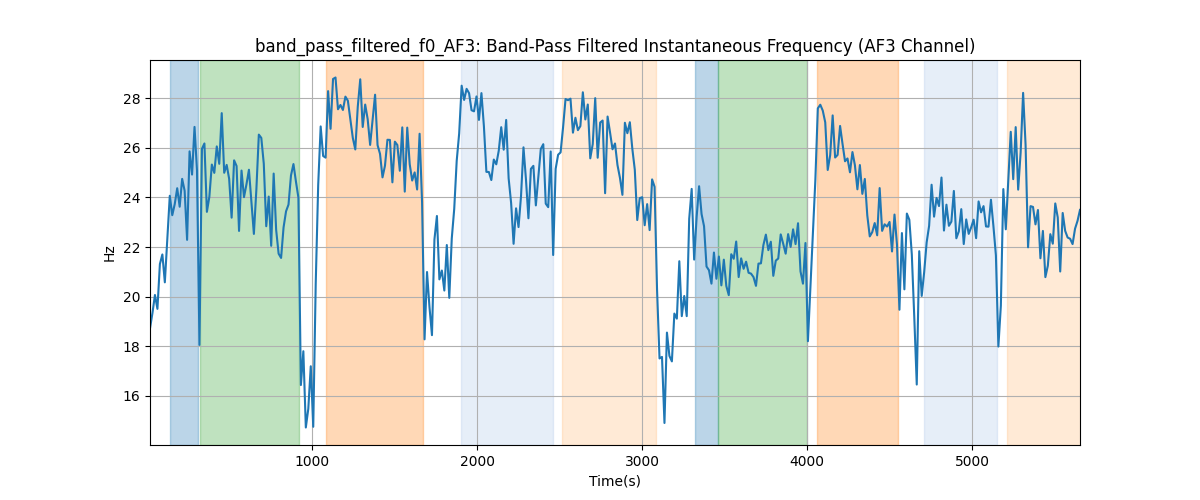 band_pass_filtered_f0_AF3: Band-Pass Filtered Instantaneous Frequency (AF3 Channel)
28
26
24
22
20
18
16
Hz
1000 2000 3000 4000 5000
Time(s)